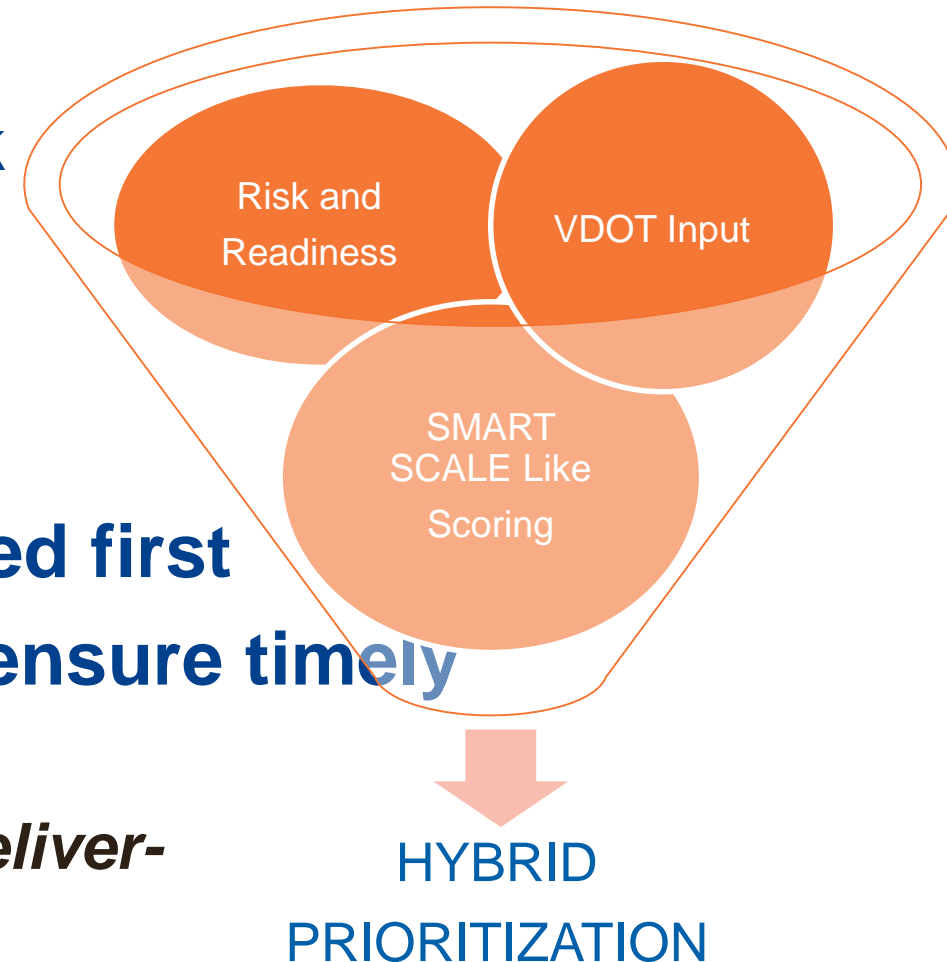 Risk and
Readiness
VDOT Input
SMART
SCALE Like
Scoring
ed first
ensure timely
eliver-
HYBRID
PRIORITIZATION